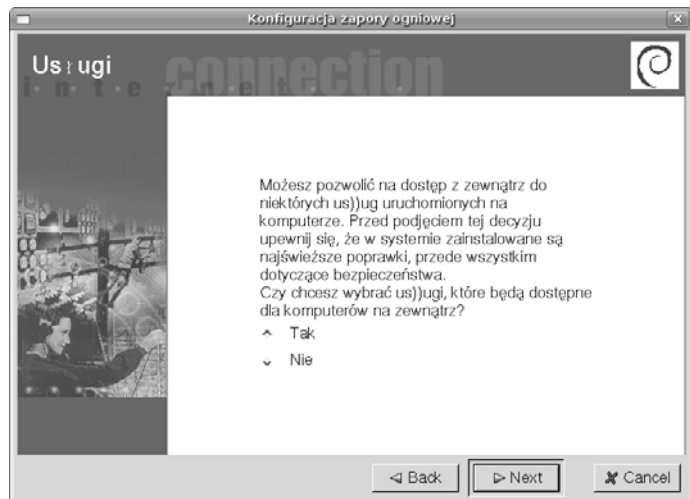 Konfiguracja zapory ogniowej
Usługi
connection
internet
Możesz pozwolić na dostęp z zewnątrz do
niektórych us))ug uruchomionych na
komputerze. Przed podjęciem tej decyzju
upewnij się, że w systemie zainstalowane są
najświeższe poprawki, przede wszystkim
dotyczące bezpieczeństwa.
Czy chcesz wybrać us))ugi, które będą dostępne
dla komputerów na zewnątrz?
Tak
Nie
Back
Next
Cancel